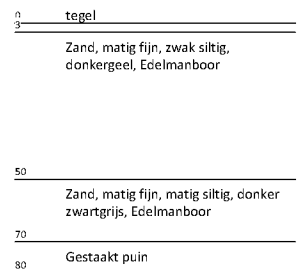 0 tegel
3
Zand, matig fijn, zwak siltig,
donkergeel, Edelmanboor
50
Zand, matig fijn, matig siltig, donker
zwartgrijs, Edelmanboor
70
Gestaakt puin
80